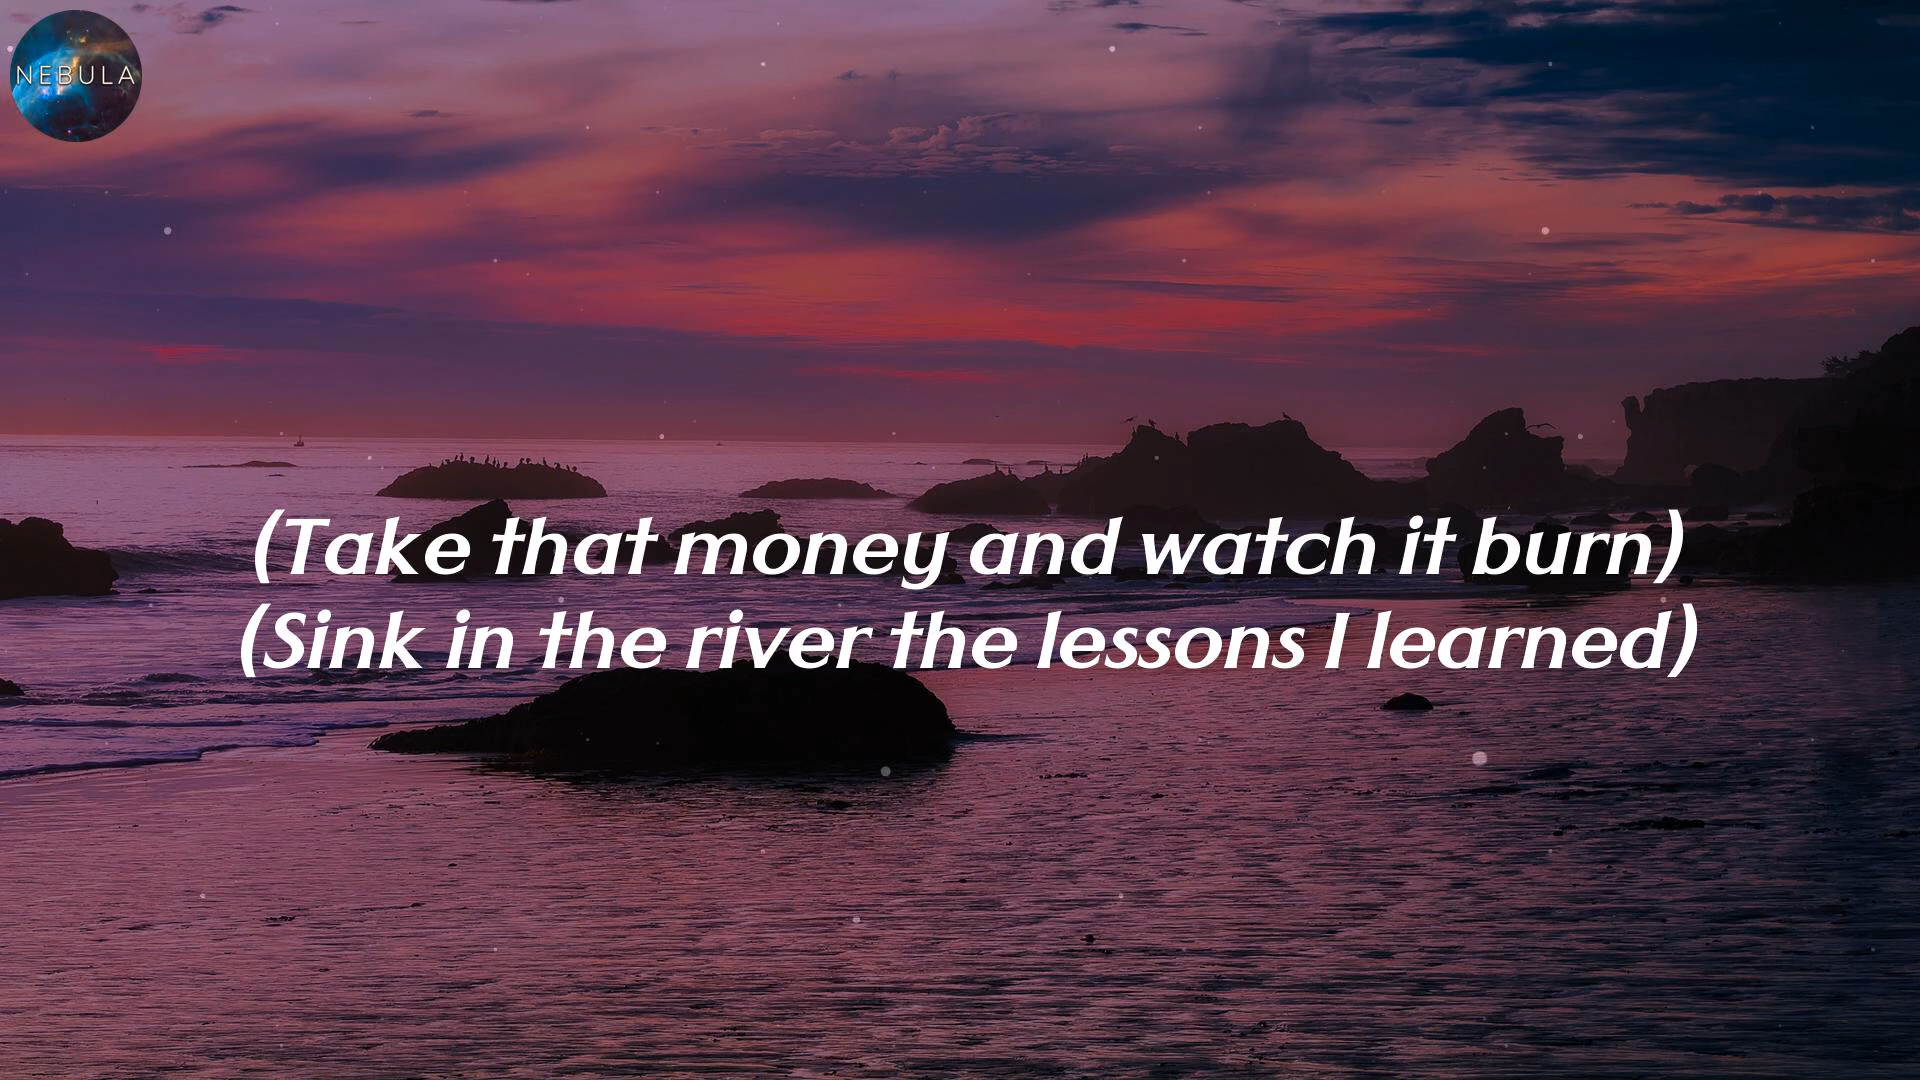 NEBULA
(Take that money and watch it burn)
(Sink in the river the lessons I learned)